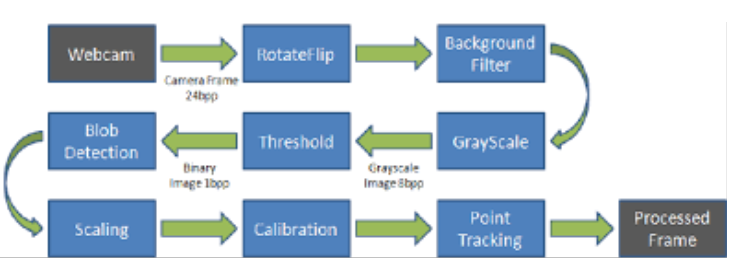 Webcam
Camera Frame
24bpp
RotateFlip
Background
Filter
GrayScale
Grayscale
Image 8bpp
Threshold
Binary
Image 1bpp
Blob
Detection
Scaling
Calibration
Point
Tracking
Processed
Frame